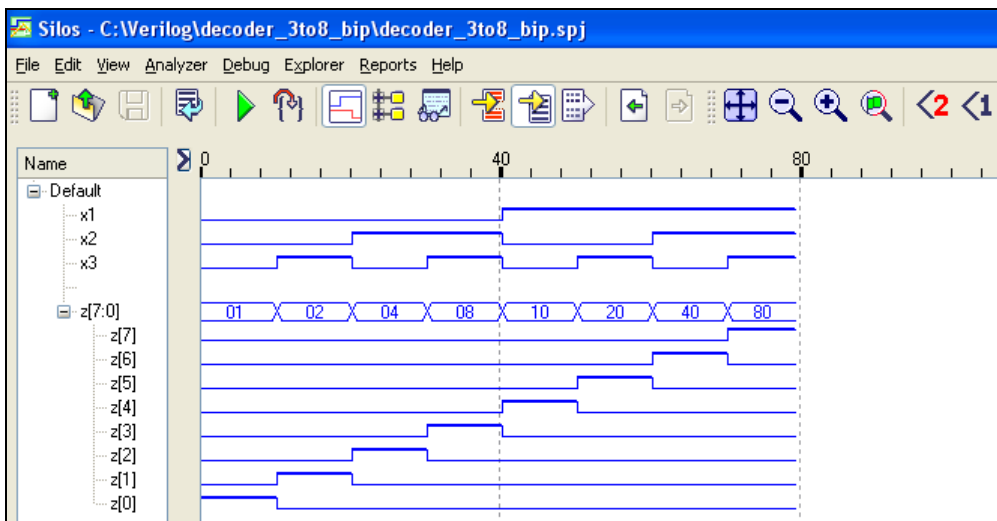 Silos - C:\Verilog\decoder_3to8_bip\decoder_3to8_bip.spj
File Edit View Analyzer Debug Explorer Reports Help
2 1
Name 0 40 80
Default
x1
x2
x3
z[7:0] 01 02 04 08 10 20 40 80
z[7]
z[6]
z[5]
z[4]
z[3]
z[2]
z[1]
z[0]